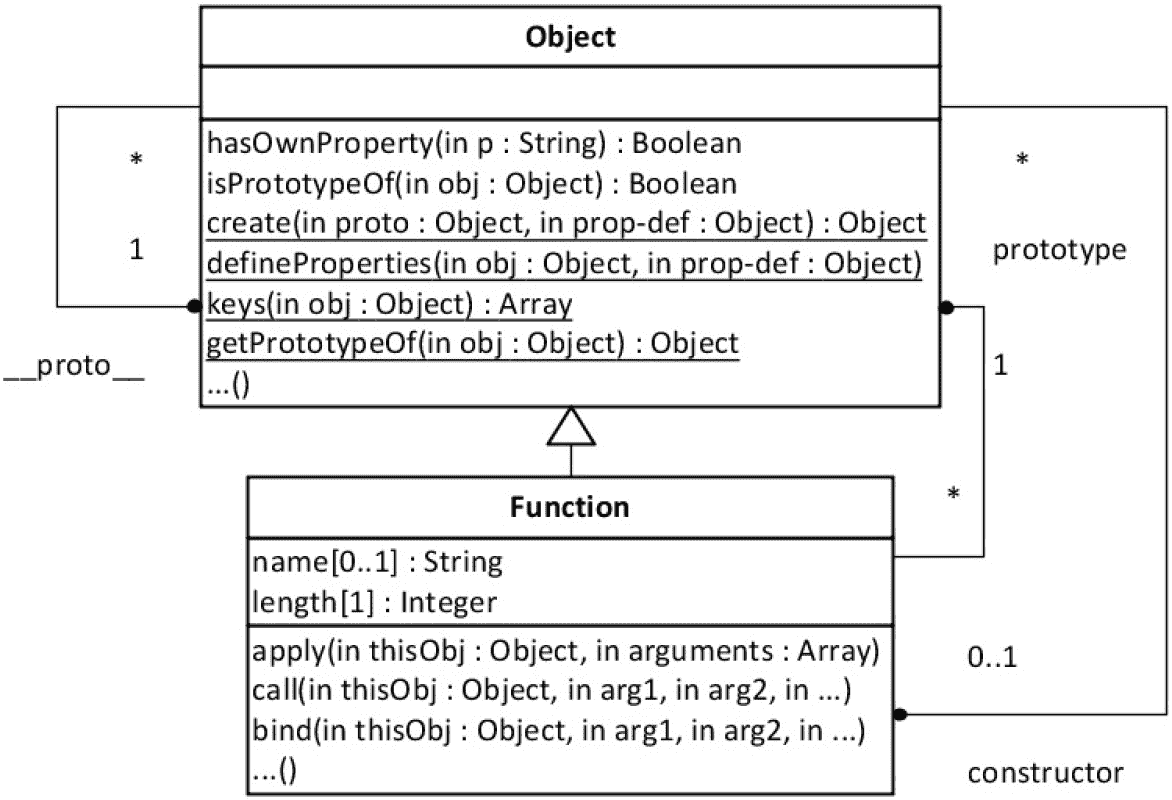 Object
hasOwnProperty(in p : String) : Boolean
isPrototypeOf(in obj : Object) : Boolean
create(in proto : Object, in prop-def : Object) : Object
defineProperties(in obj : Object, in prop-def : Object)
keys(in obj : Object) : Array
getPrototypeOf(in obj : Object) : Object
...()
*
1
__proto__
*
prototype
1
*
Function
name[0..1] : String
length[1] : Integer
apply(in thisObj : Object, in arguments : Array)
call(in thisObj : Object, in arg1, in arg2, in ...)
bind(in thisObj : Object, in arg1, in arg2, in ...)
...()
0..1
constructor